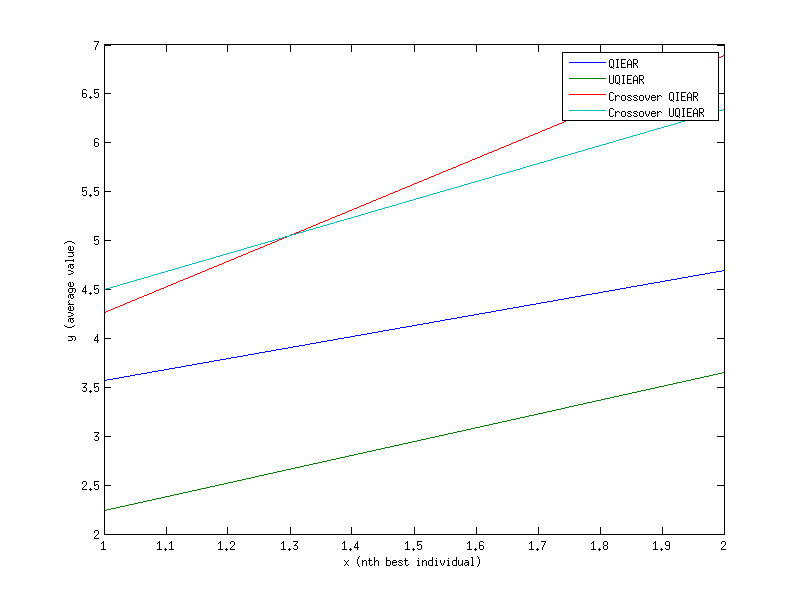 7
6.5
6
5.5
5
4.5
4
3.5
3
2.5
2
y (average value)
QIEAR
UQIEAR
Crossover QIEAR
Crossover UQIEAR
1 1.1 1.2 1.3 1.4 1.5 1.6 1.7 1.8 1.9 2
x (nth best individual)